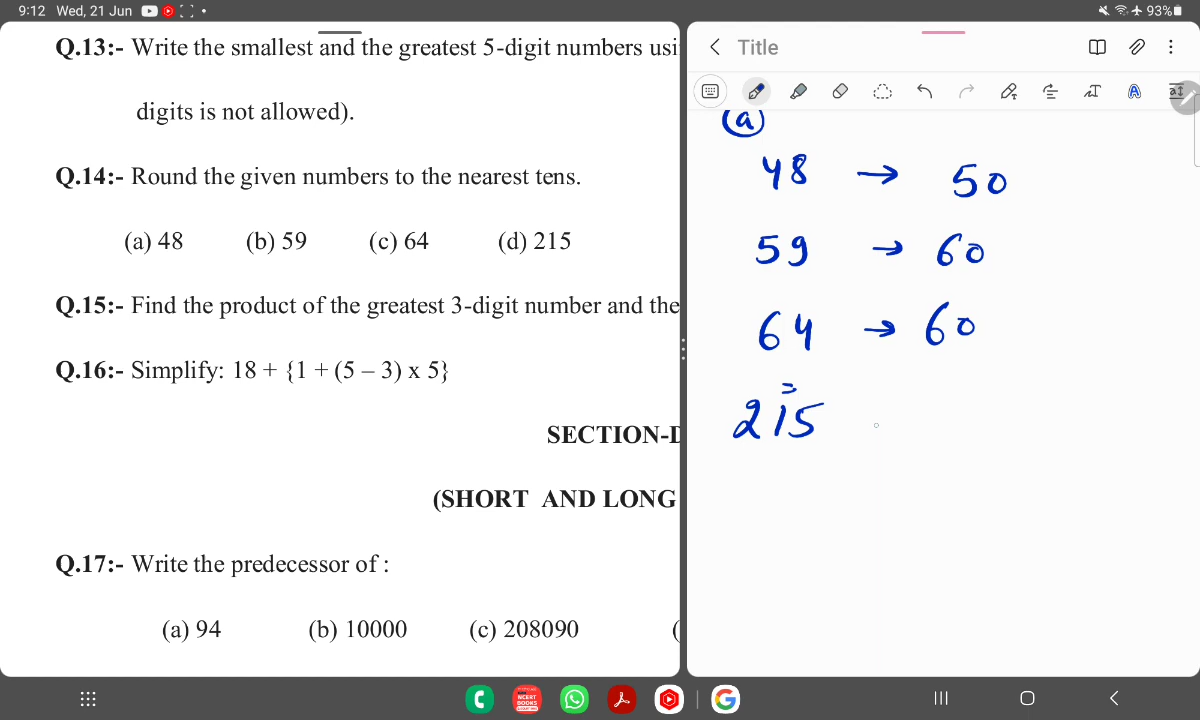 9:12 Wed, 21 Jun
93%
Q.13:- Write the smallest and the greatest 5-digit numbers usi
digits is not allowed).
Q.14:- Round the given numbers to the nearest tens.
(a) 48 (b) 59 (c) 64 (d) 215
Q.15:- Find the product of the greatest 3-digit number and the
Q.16:- Simplify: 18 + {1 + (5 – 3) x 5}
SECTION-D
(SHORT AND LONG
Q.17:- Write the predecessor of :
(a) 94 (b) 10000 (c) 208090 (
Title
(a)
48 → 50
59 → 60
64 → 60
215
NCERT
BOOKS